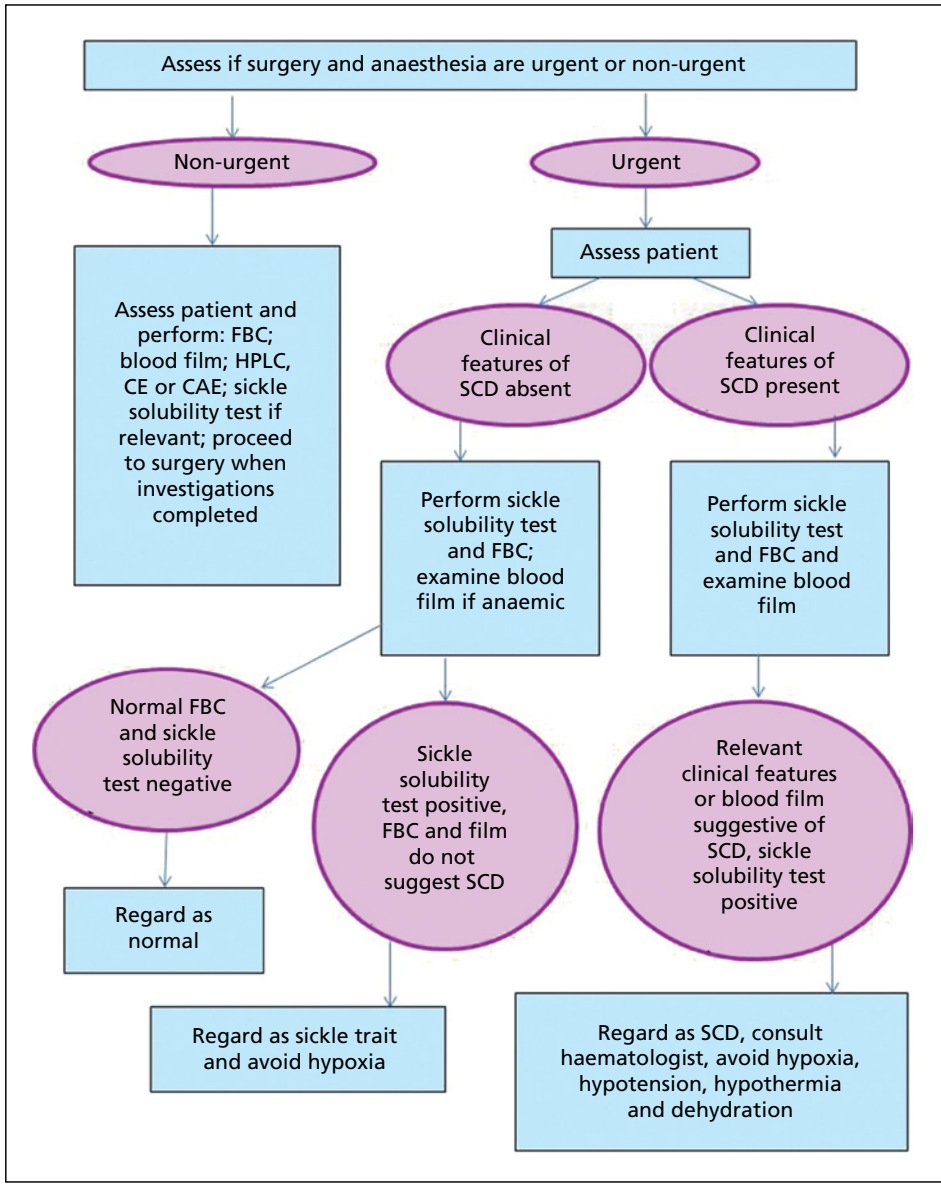 Assess if surgery and anaesthesia are urgent or non-urgent
Non-urgent
Urgent
Assess patient and
perform: FBC;
blood film; HPLC,
CE or CAE; sickle
solubility test if
relevant; proceed
to surgery when
investigations
completed
Assess patient
Clinical
features of
SCD absent
Clinical
features of
SCD present
Perform sickle
solubility test
and FBC;
examine blood
film if anaemic
Perform sickle
solubility test
and FBC and
examine blood
film
Normal FBC
and sickle
solubility
test negative
Sickle
solubility
test positive,
FBC and film
do not
suggest SCD
Relevant
clinical features
or blood film
suggestive of
SCD, sickle
solubility test
positive
Regard as
normal
Regard as sickle trait
and avoid hypoxia
Regard as SCD, consult
haematologist, avoid hypoxia,
hypotension, hypothermia
and dehydration